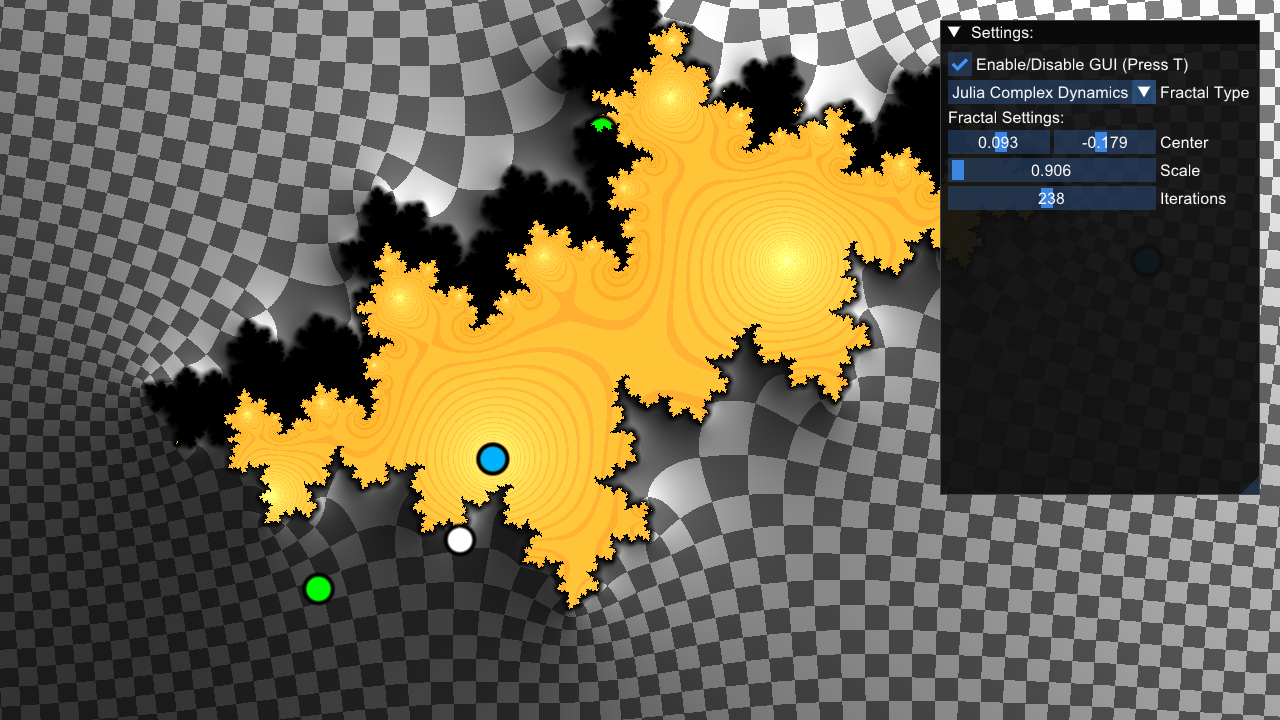 Settings:
Enable/Disable GUI (Press T)
Julia Complex Dynamics Fractal Type
Fractal Settings:
0.093 -0.179 Center
0.906 Scale
238 Iterations